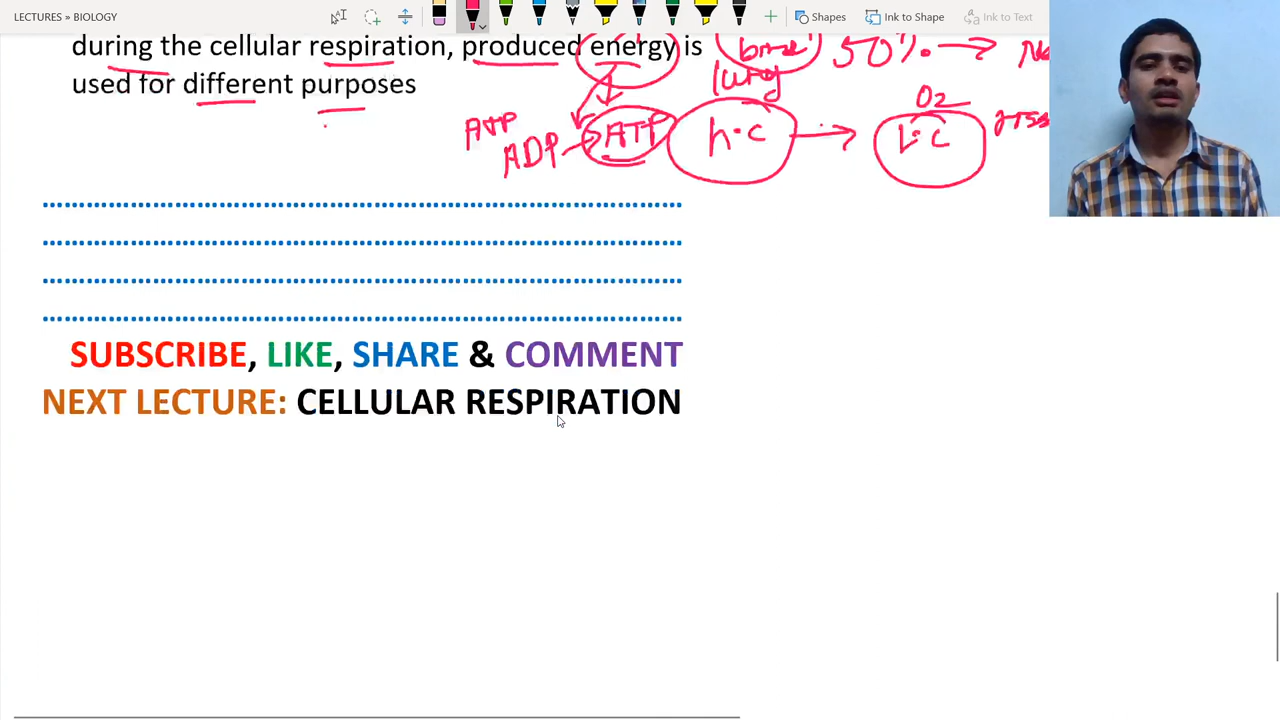 LECTURES » BIOLOGY
Shapes
Ink to Shape
Ink to Text
during the cellular respiration, produced energy is
used for different purposes
50% →
lung
O2
ATP
ADP → ATP
h.c → l.c
........................................................................................
........................................................................................
........................................................................................
........................................................................................
SUBSCRIBE, LIKE, SHARE & COMMENT
NEXT LECTURE: CELLULAR RESPIRATION